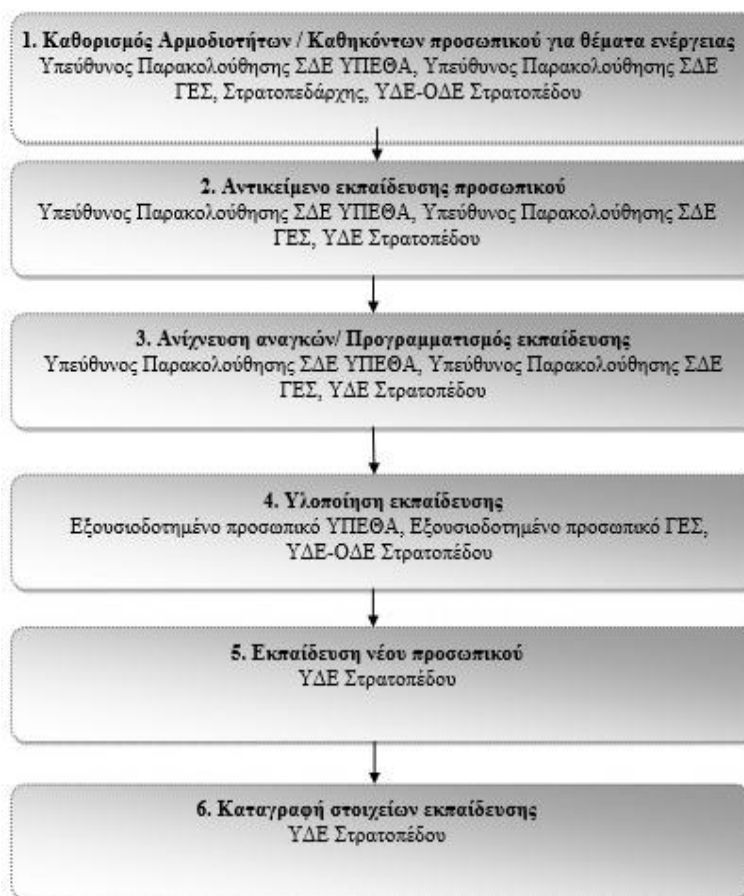 1. Καθορισμός Αρμοδιοτήτων / Καθηκόντων προσωπικού για θέματα ενέργειας
Υπεύθυνος Παρακολούθησης ΣΔΕ ΥΠΕΘΑ, Υπεύθυνος Παρακολούθησης ΣΔΕ
ΓΕΣ, Στρατοπεδάρχης, ΥΔΕ-ΟΔΕ Στρατοπέδου
2. Αντικείμενο εκπαίδευσης προσωπικού
Υπεύθυνος Παρακολούθησης ΣΔΕ ΥΠΕΘΑ, Υπεύθυνος Παρακολούθησης ΣΔΕ
ΓΕΣ, ΥΔΕ Στρατοπέδου
3. Ανίχνευση αναγκών/ Προγραμματισμός εκπαίδευσης
Υπεύθυνος Παρακολούθησης ΣΔΕ ΥΠΕΘΑ, Υπεύθυνος Παρακολούθησης ΣΔΕ
ΓΕΣ, ΥΔΕ Στρατοπέδου
4. Υλοποίηση εκπαίδευσης
Εξουσιοδοτημένο προσωπικό ΥΠΕΘΑ, Εξουσιοδοτημένο προσωπικό ΓΕΣ,
ΥΔΕ-ΟΔΕ Στρατοπέδου
5. Εκπαίδευση νέου προσωπικού
ΥΔΕ Στρατοπέδου
6. Καταγραφή στοιχείων εκπαίδευσης
ΥΔΕ Στρατοπέδου